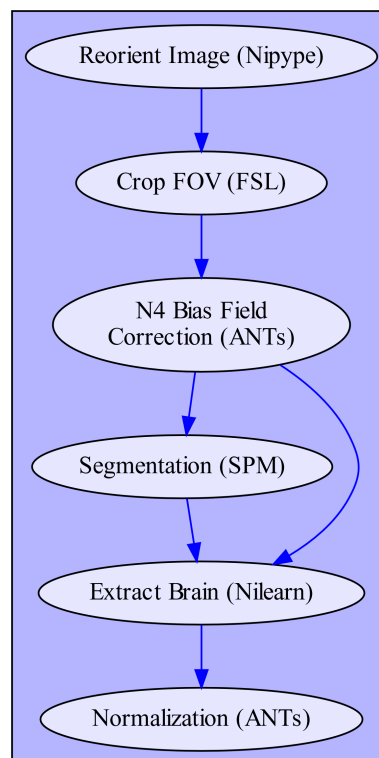 Reorient Image (Nipype)
Crop FOV (FSL)
N4 Bias Field
Correction (ANTs)
Segmentation (SPM)
Extract Brain (Nilearn)
Normalization (ANTs)